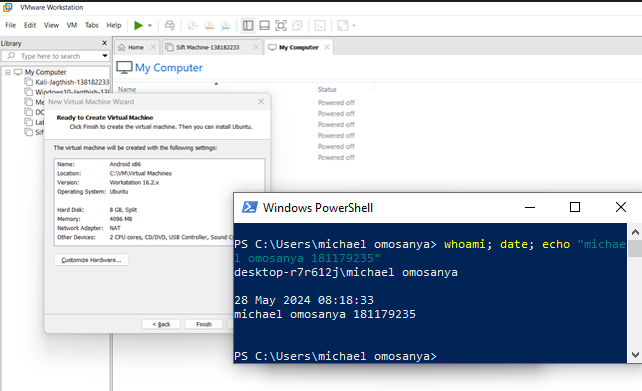 VMware Workstation
File Edit View VM Tabs Help
Library
Type here to search
My Computer
Kali-Jagthish-138182233
Windows10-Jagthish-
Me
DC
Lab
Sif
Home
Sift Machine-138182233
My Computer
My Computer
Name
Status
Powered off
Powered off
Powered off
Powered off
Powered off
Powered off
New Virtual Machine Wizard
Ready to Create Virtual Machine
Click Finish to create the virtual machine. Then you can install Ubuntu.
The virtual machine will be created with the following settings:
Name: Android x86
Location: C:\VM\Virtual Machines
Version: Workstation 16.2.x
Operating System: Ubuntu
Hard Disk: 8 GB, Split
Memory: 4096 MB
Network Adapter: NAT
Other Devices: 2 CPU cores, CD/DVD, USB Controller, Sound C
Customize Hardware...
< Back
Finish
Windows PowerShell
PS C:\Users\michael omosanya> whoami; date; echo "michae
l omosanya 181179235"
desktop-r7r612j\michael omosanya
28 May 2024 08:18:33
michael omosanya 181179235
PS C:\Users\michael omosanya>